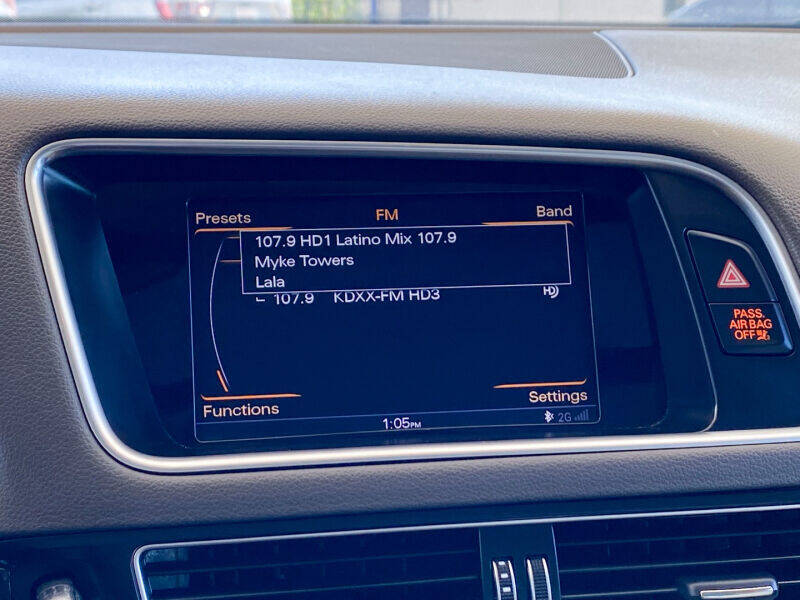 Presets FM Band
107.9 HD1 Latino Mix 107.9
Myke Towers
Lala
107.9 KDXX-FM HD3 HD
Functions Settings
1:05PM 2G
PASS.
AIR BAG
OFF